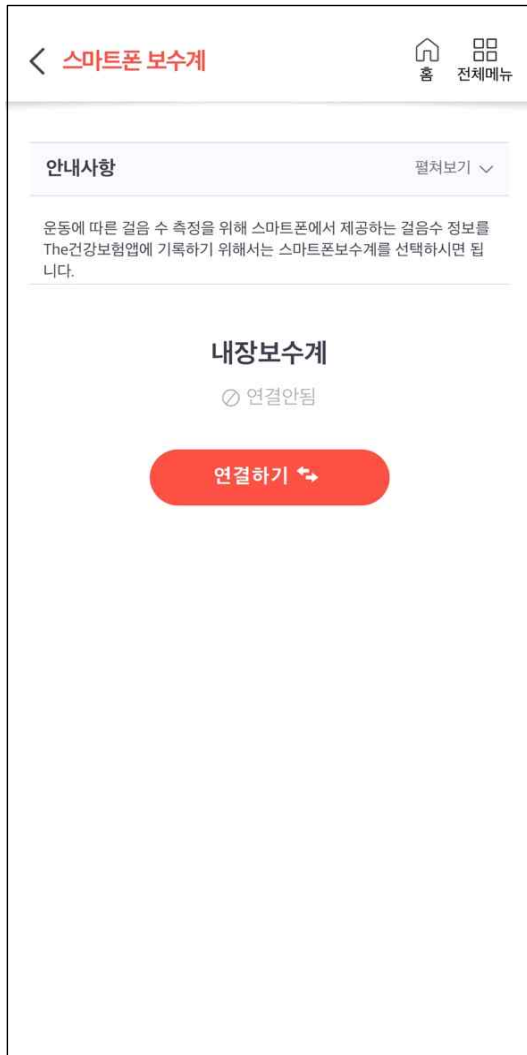 스마트폰 보수계
홈
전체메뉴
안내사항
펼쳐보기
운동에 따른 걸음 수 측정을 위해 스마트폰에서 제공하는 걸음수 정보를
The건강보험앱에 기록하기 위해서는 스마트폰보수계를 선택하시면 됩
니다.
내장보수계
연결안됨
연결하기